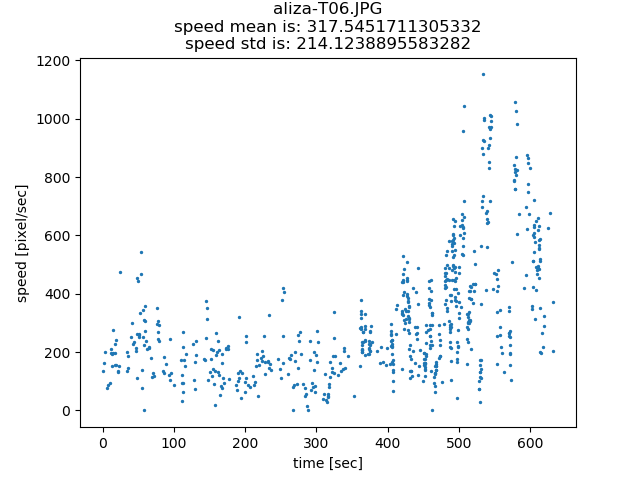 aliza-T06.JPG
speed mean is: 317.5451711305332
speed std is: 214.1238895583282
1200
1000
800
600
400
200
0
speed [pixel/sec]
0 100 200 300 400 500 600
time [sec]